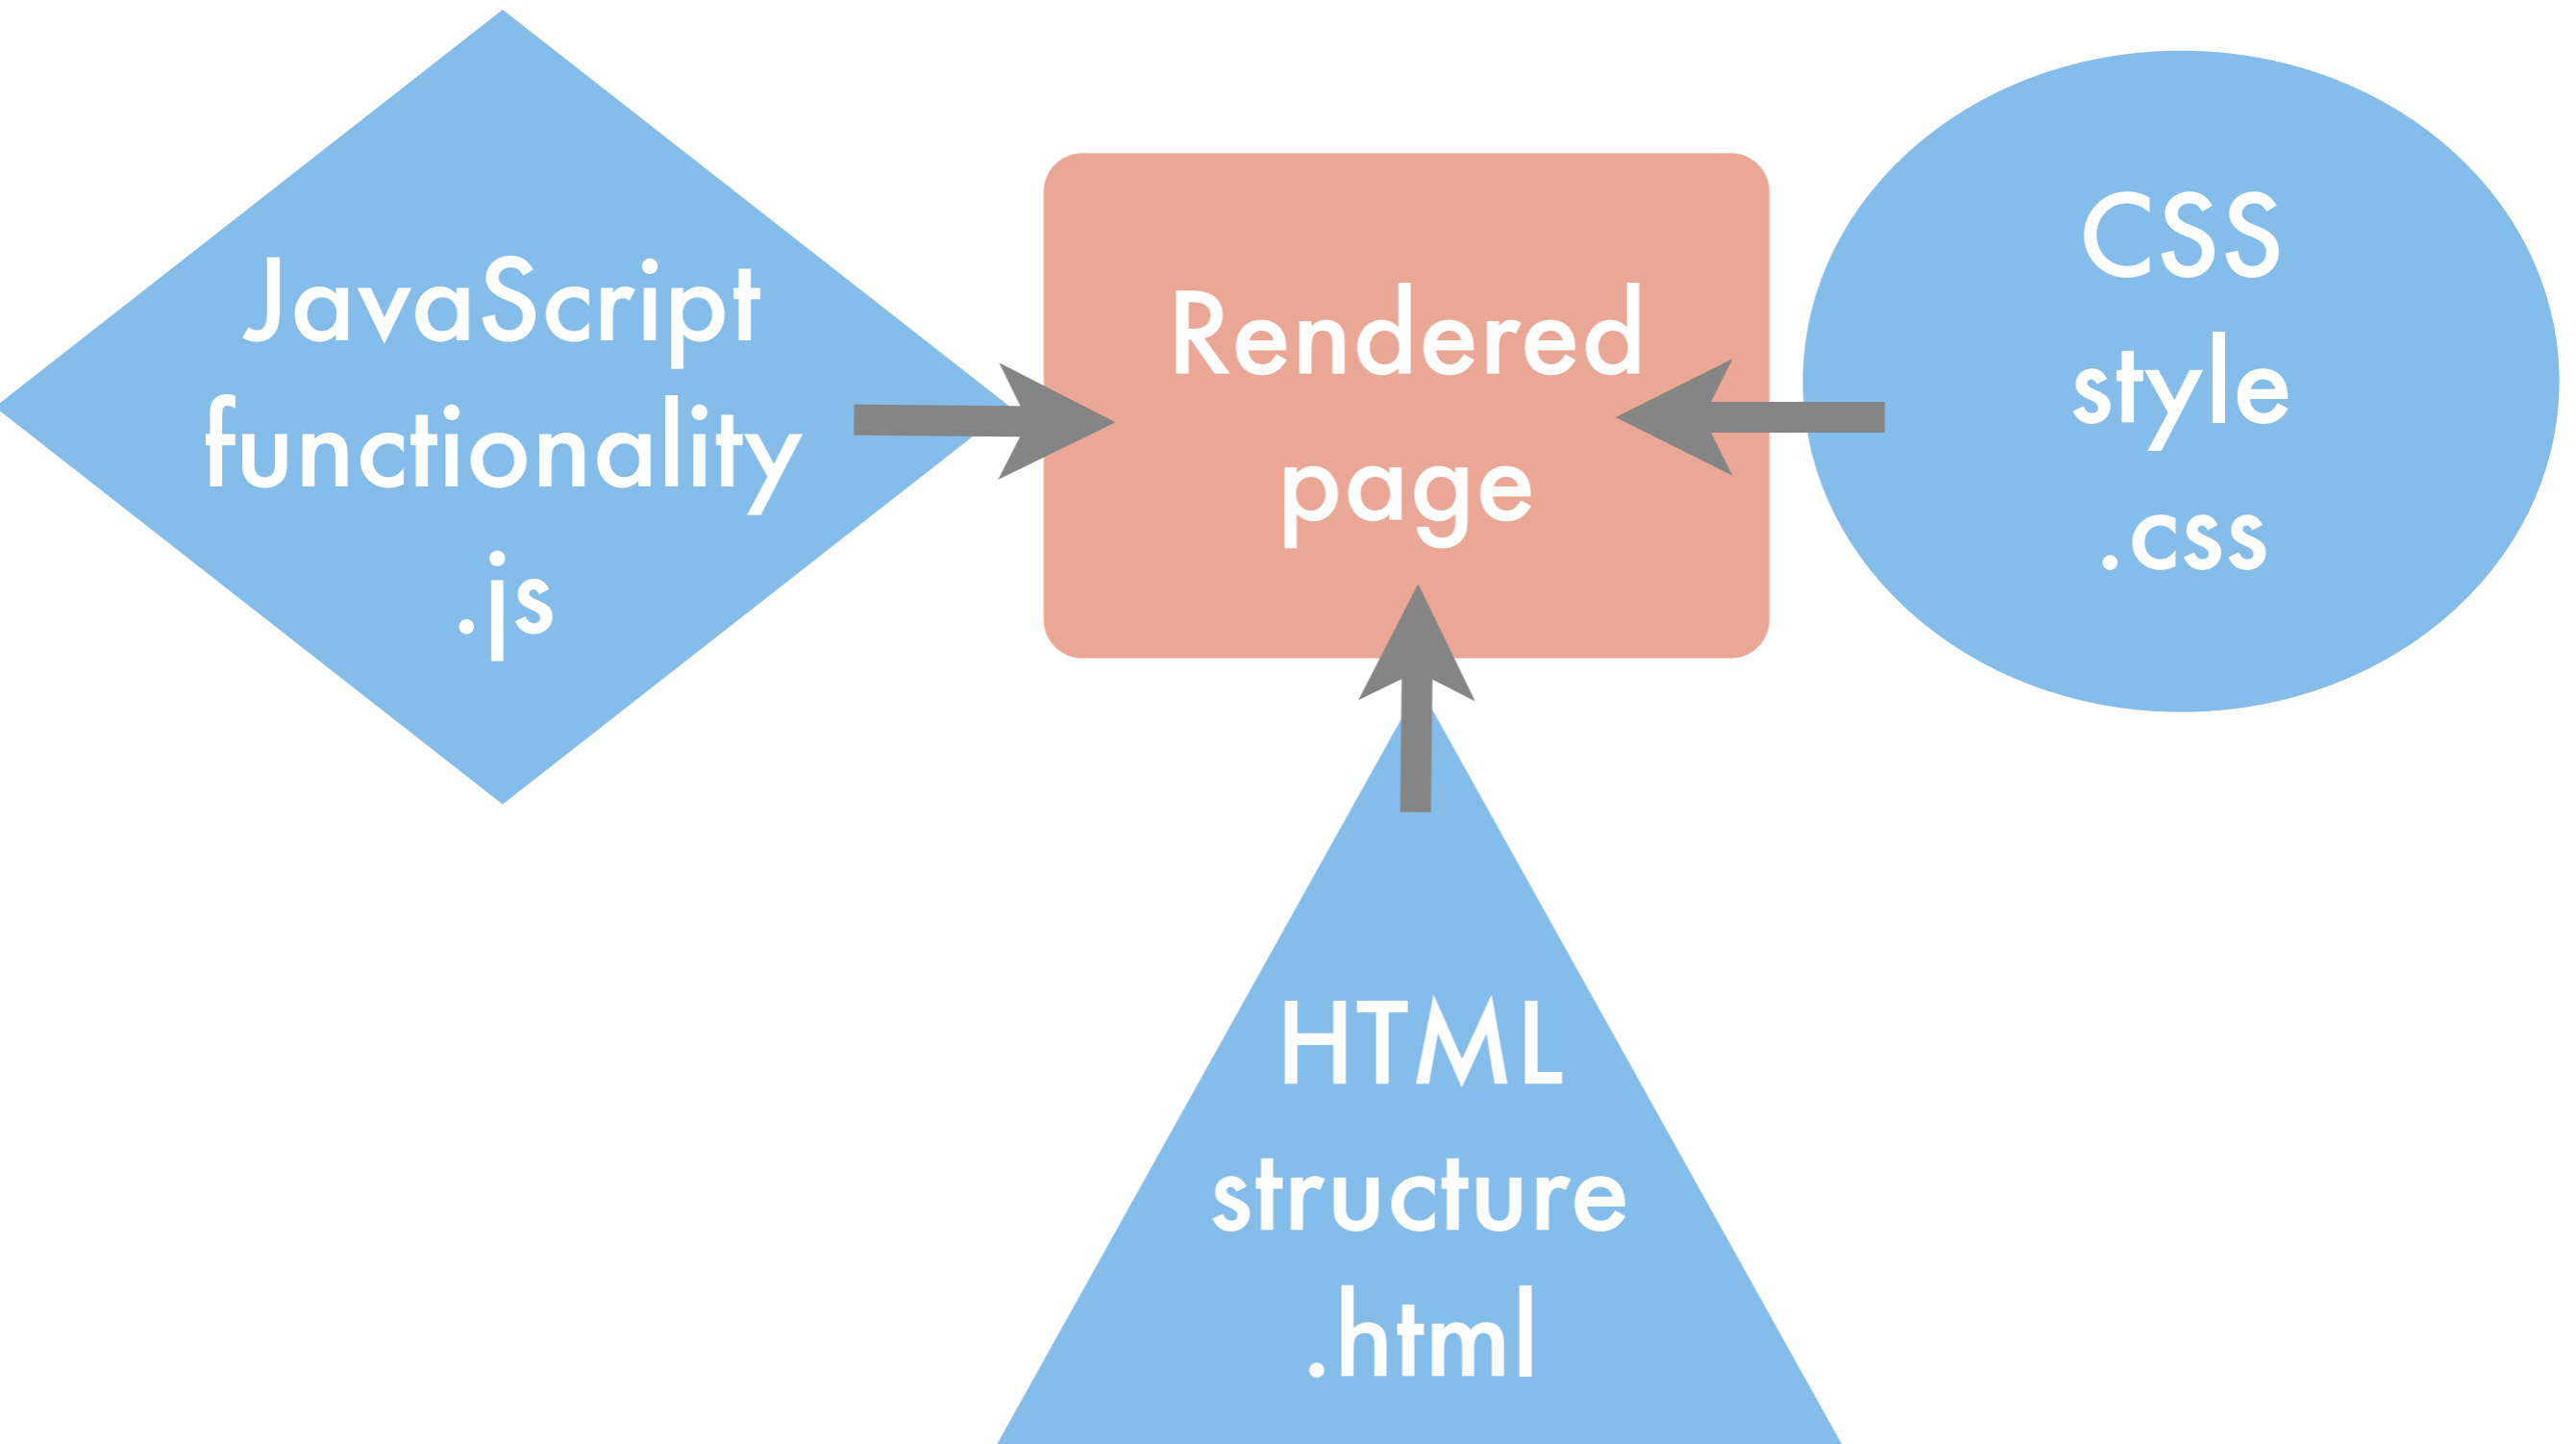 JavaScript
functionality
.js
Rendered
page
CSS
style
.css
HTML
structure
.html